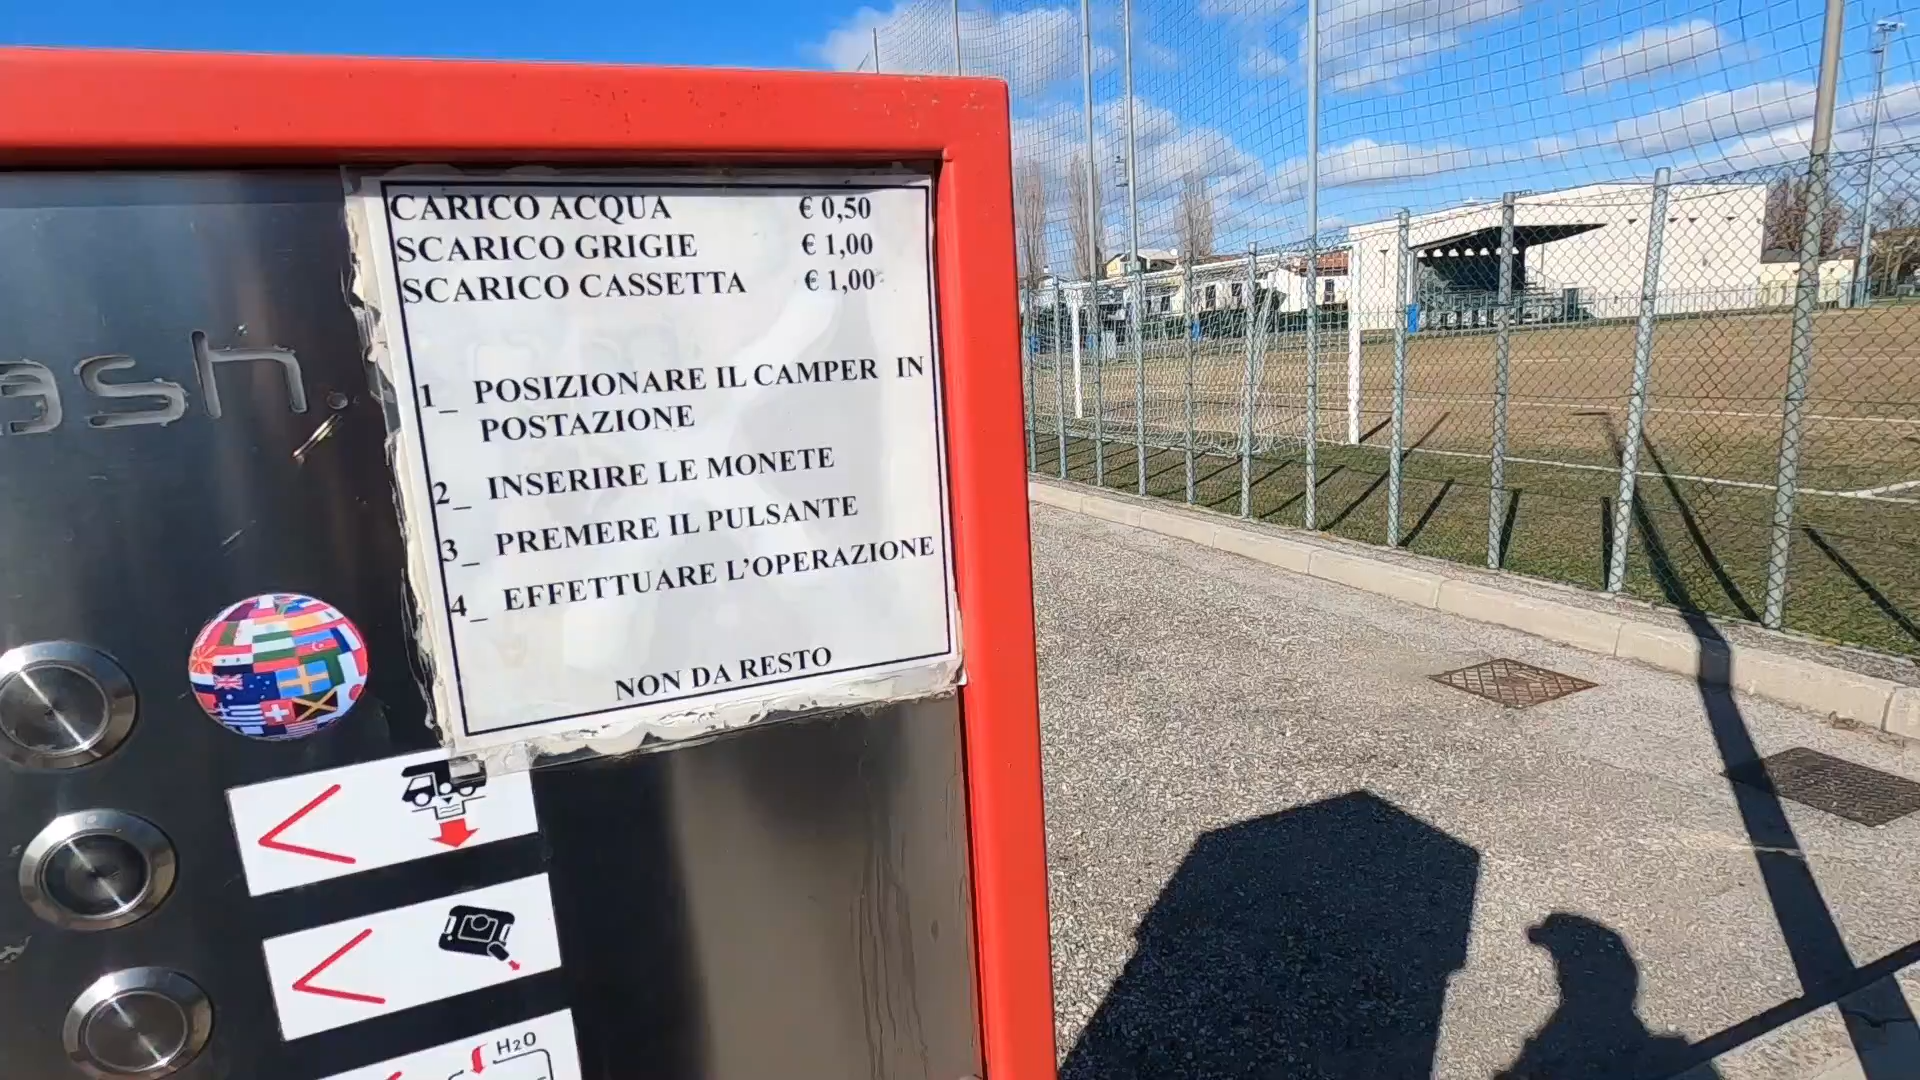 CARICO ACQUA € 0,50
SCARICO GRIGIE € 1,00
SCARICO CASSETTA € 1,00
1_ POSIZIONARE IL CAMPER IN
POSTAZIONE
2_ INSERIRE LE MONETE
3_ PREMERE IL PULSANTE
4_ EFFETTUARE L'OPERAZIONE
NON DA RESTO
ash
H2O